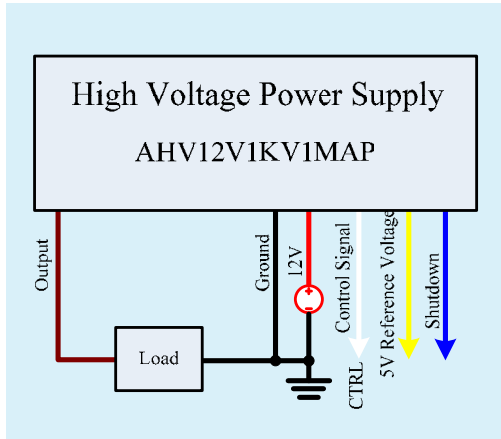 High Voltage Power Supply
AHV12V1KV1MAP
Output
Ground
12V
Control Signal
5V Reference Voltage
Shutdown
+
-
Load
CTRL